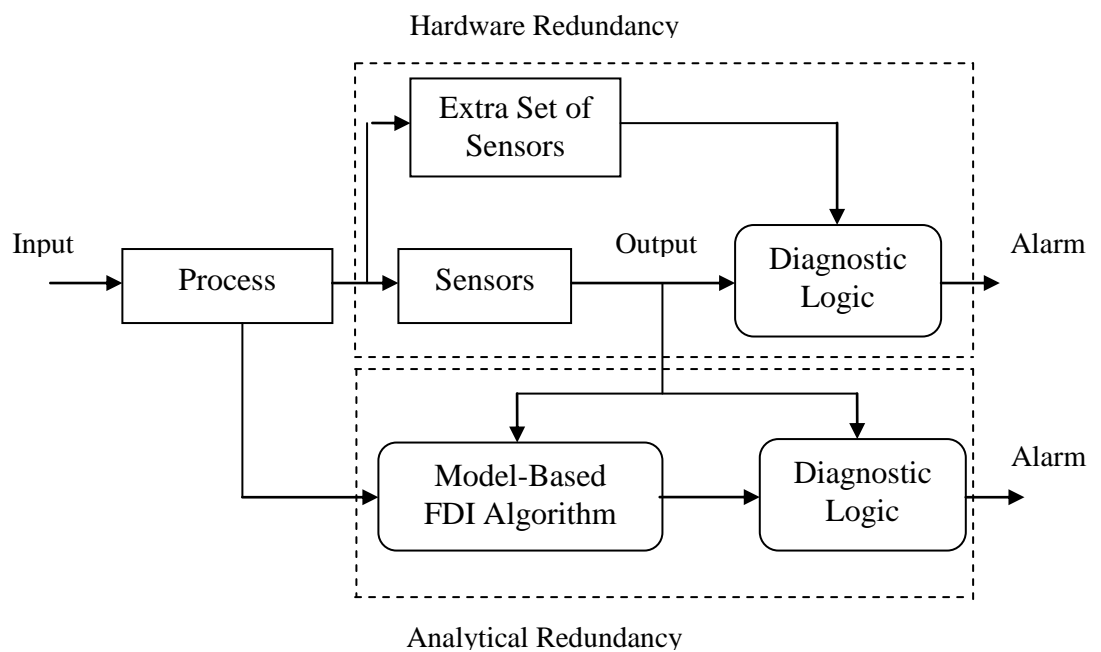 Hardware Redundancy
Extra Set of
Sensors
Input
Process
Sensors
Output
Diagnostic
Logic
Alarm
Model-Based
FDI Algorithm
Diagnostic
Logic
Alarm
Analytical Redundancy